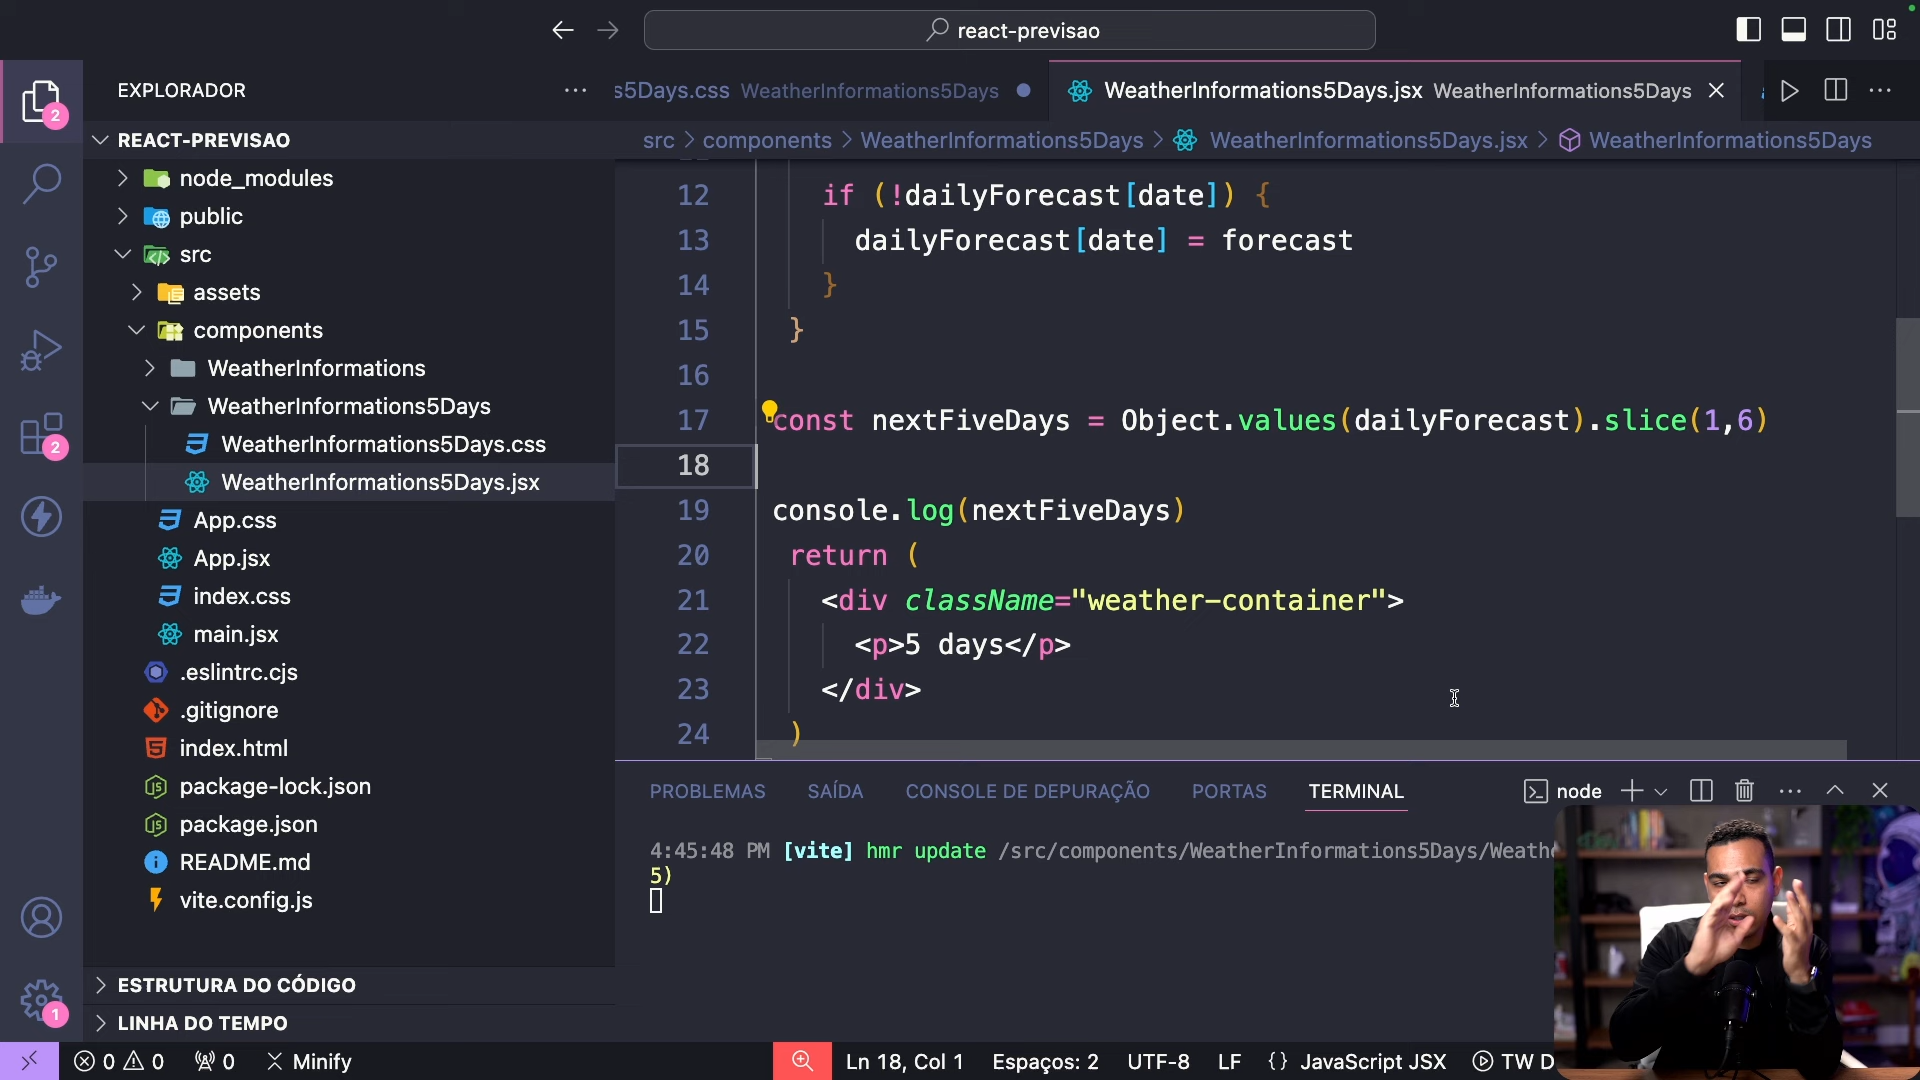 react-previsao
EXPLORADOR
REACT-PREVISAO
node_modules
public
src
assets
components
WeatherInformations
WeatherInformations5Days
WeatherInformations5Days.css
WeatherInformations5Days.jsx
App.css
App.jsx
index.css
main.jsx
.eslintrc.cjs
.gitignore
index.html
package-lock.json
package.json
README.md
vite.config.js
ESTRUTURA DO CÓDIGO
LINHA DO TEMPO
2
2
1
s5Days.css WeatherInformations5Days
WeatherInformations5Days.jsx WeatherInformations5Days
src > components > WeatherInformations5Days > WeatherInformations5Days.jsx > WeatherInformations5Days
12 if (!dailyForecast[date]) {
13 dailyForecast[date] = forecast
14 }
15 }
16
17 const nextFiveDays = Object.values(dailyForecast).slice(1,6)
18
19 console.log(nextFiveDays)
20 return (
21 <div className="weather-container">
22 <p>5 days</p>
23 </div>
24 )
PROBLEMAS SAÍDA CONSOLE DE DEPURAÇÃO PORTAS TERMINAL node
4:45:48 PM [vite] hmr update /src/components/WeatherInformations5Days/Weathe
5)
0 0 0 Minify Ln 18, Col 1 Espaços: 2 UTF-8 LF {} JavaScript JSX TW D